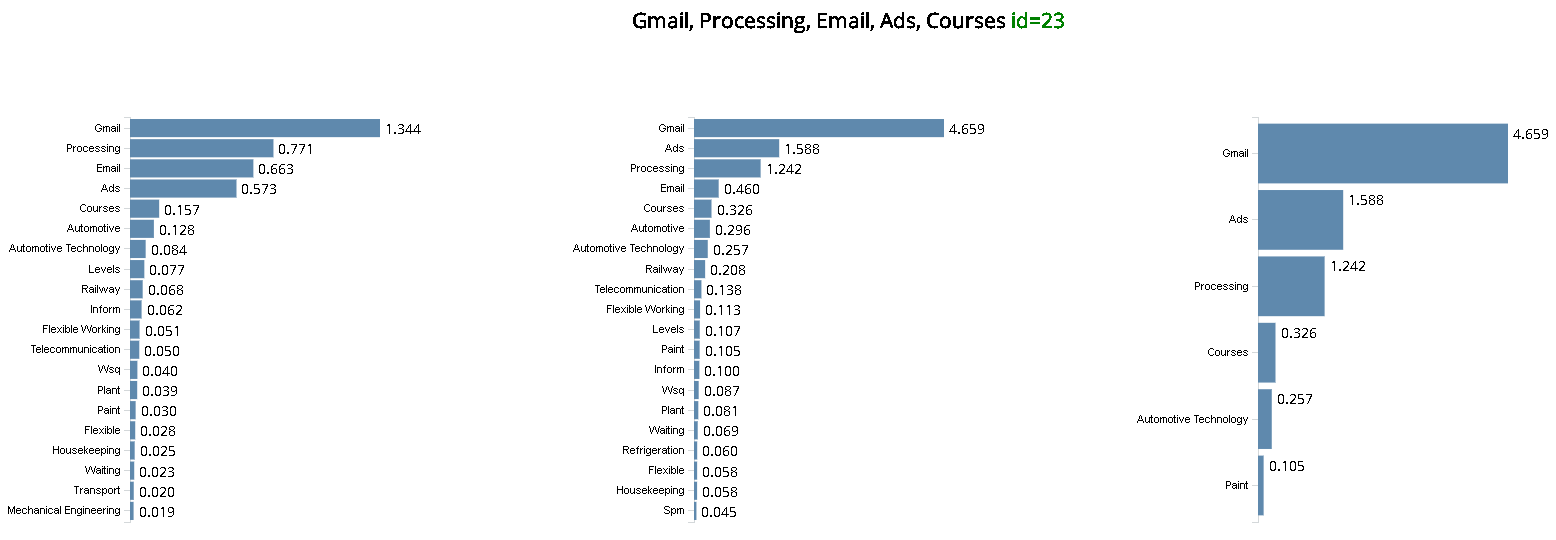 Gmail, Processing, Email, Ads, Courses id=23
Gmail 1.344
Processing 0.771
Email 0.663
Ads 0.573
Courses 0.157
Automotive 0.128
Automotive Technology 0.084
Levels 0.077
Railway 0.068
Inform 0.062
Flexible Working 0.051
Telecommunication 0.050
Wsq 0.040
Plant 0.039
Paint 0.030
Flexible 0.028
Housekeeping 0.025
Waiting 0.023
Transport 0.020
Mechanical Engineering 0.019
Gmail 4.659
Ads 1.588
Processing 1.242
Email 0.460
Courses 0.326
Automotive 0.296
Automotive Technology 0.257
Railway 0.208
Telecommunication 0.138
Flexible Working 0.113
Levels 0.107
Paint 0.105
Inform 0.100
Wsq 0.087
Plant 0.081
Waiting 0.069
Refrigeration 0.060
Flexible 0.058
Housekeeping 0.058
Spm 0.045
Gmail 4.659
Ads 1.588
Processing 1.242
Courses 0.326
Automotive Technology 0.257
Paint 0.105